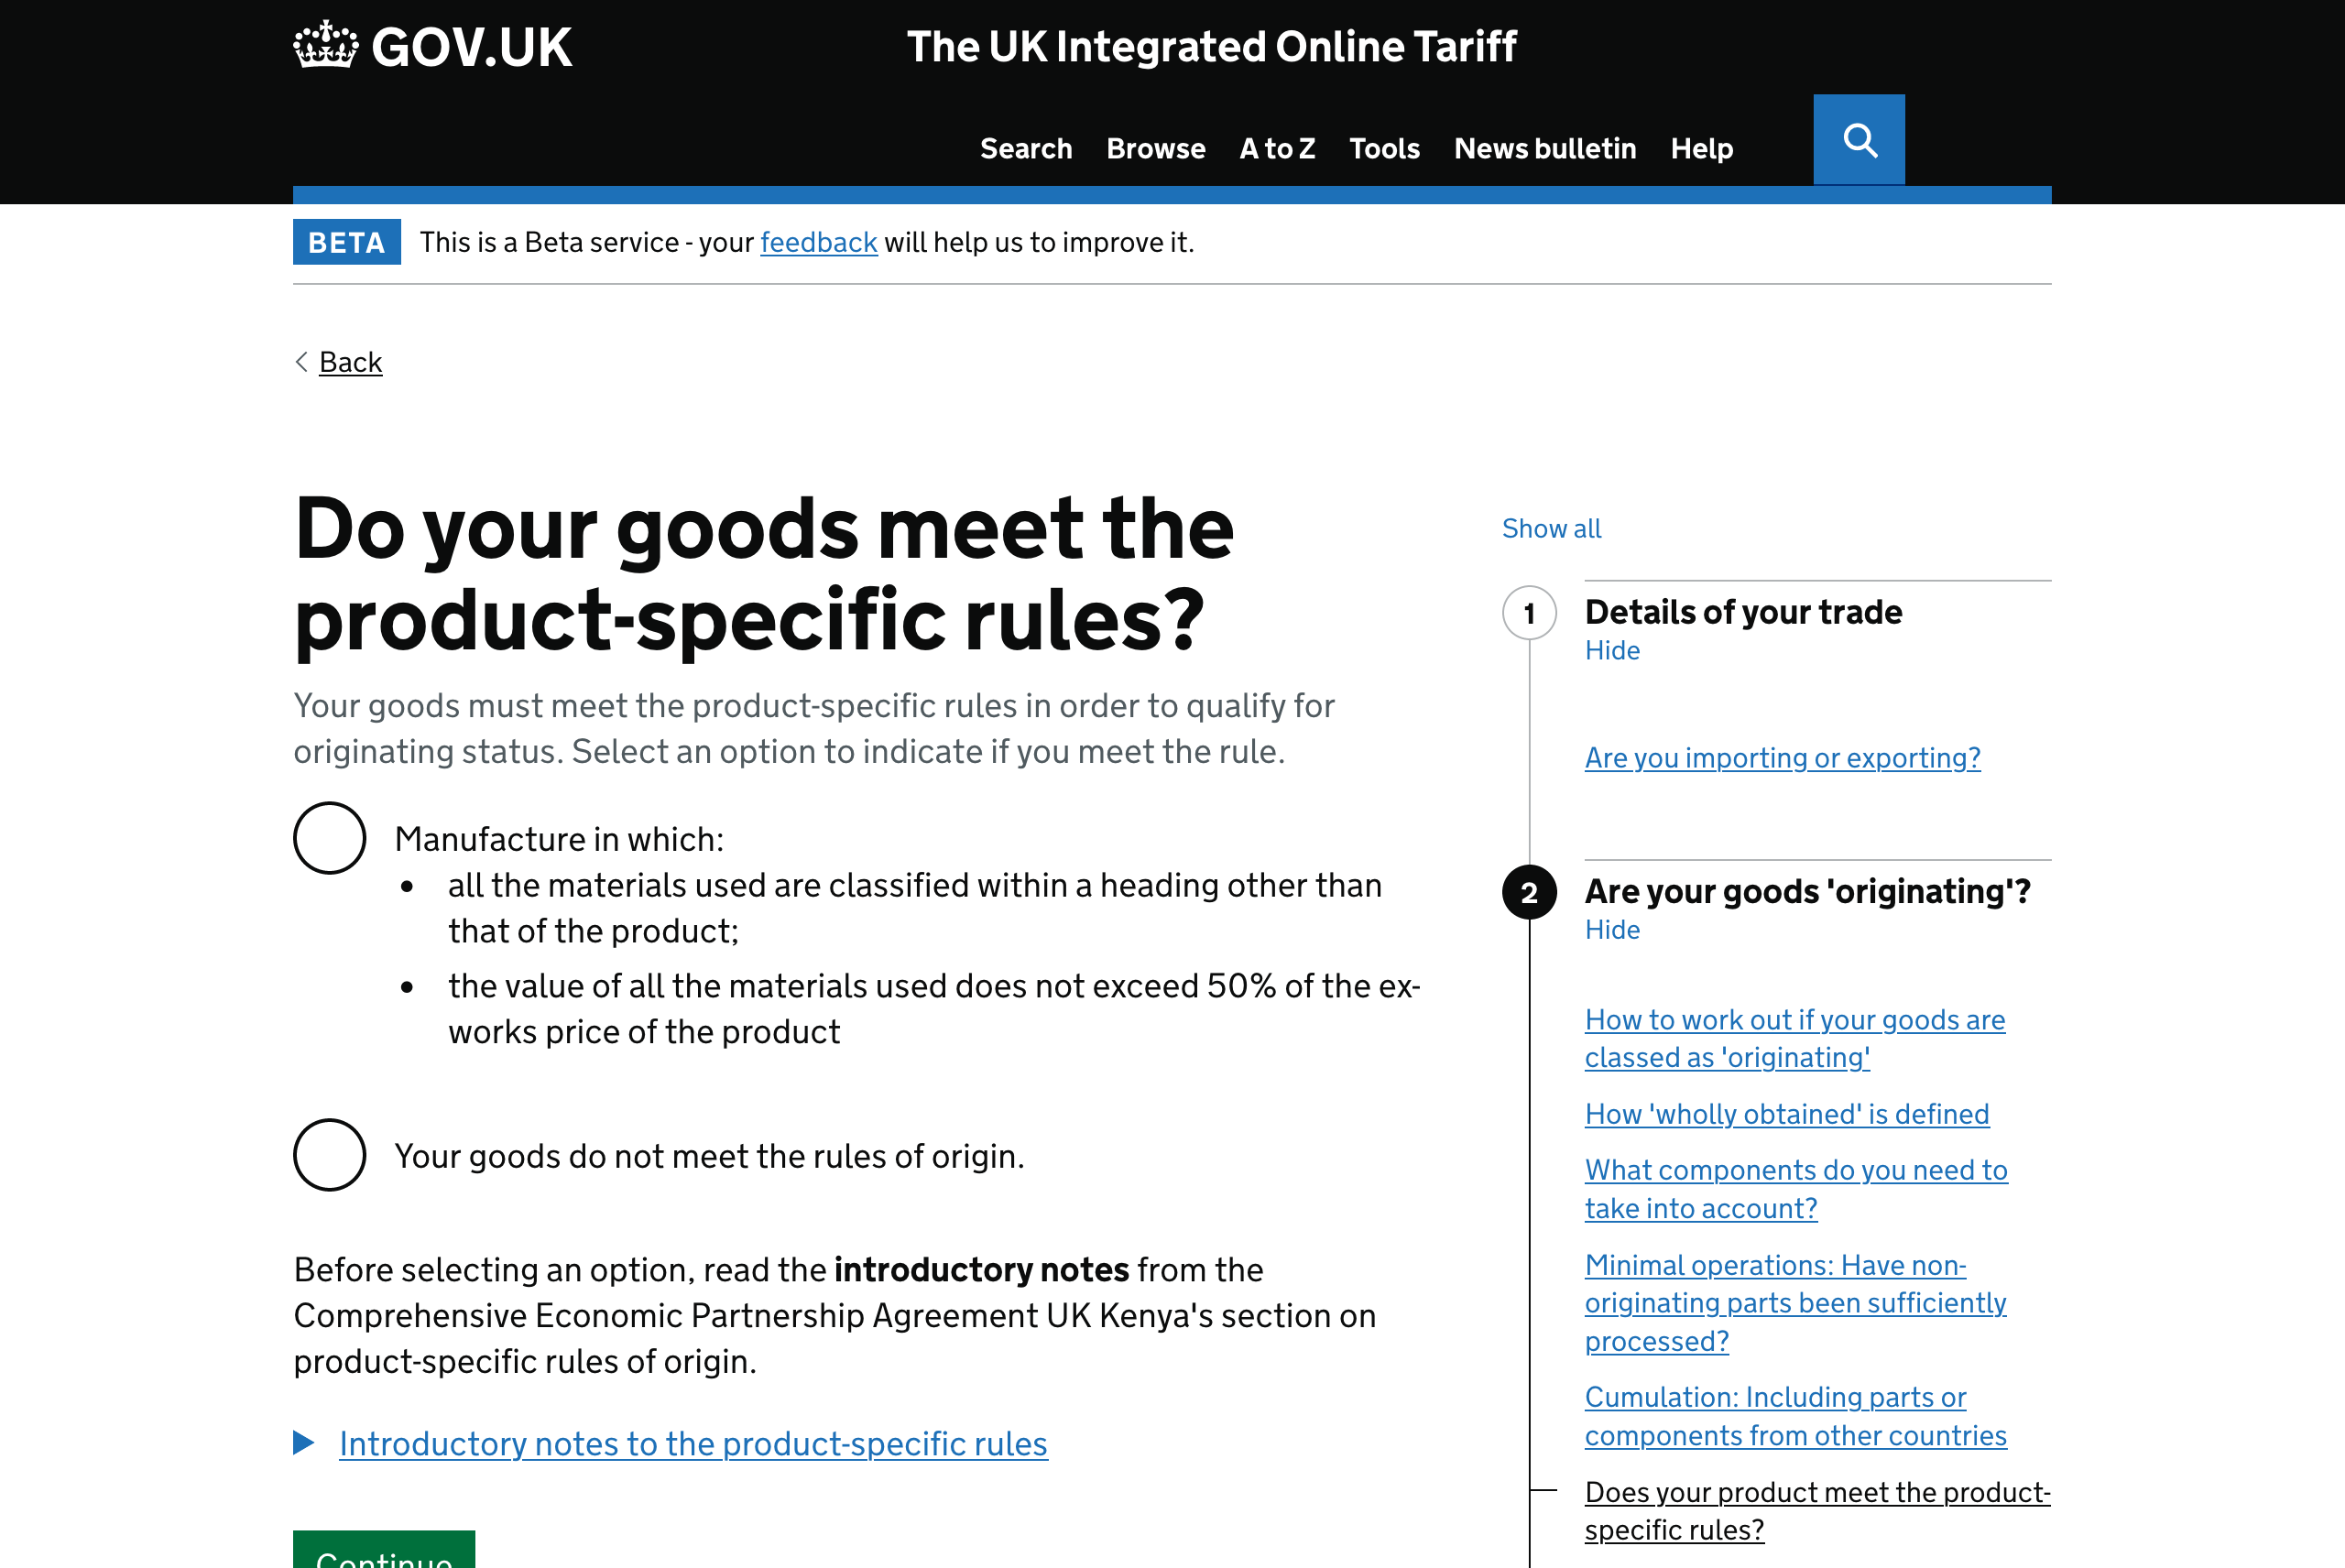 GOV.UK
The UK Integrated Online Tariff
Search Browse A to Z Tools News bulletin Help
BETA This is a Beta service - your feedback will help us to improve it.
Back
Do your goods meet the
product-specific rules?
Your goods must meet the product-specific rules in order to qualify for
originating status. Select an option to indicate if you meet the rule.
Manufacture in which:
• all the materials used are classified within a heading other than
that of the product;
• the value of all the materials used does not exceed 50% of the ex-
works price of the product
Your goods do not meet the rules of origin.
Before selecting an option, read the introductory notes from the
Comprehensive Economic Partnership Agreement UK Kenya's section on
product-specific rules of origin.
Introductory notes to the product-specific rules
Continue
Show all
1 Details of your trade
Hide
Are you importing or exporting?
2 Are your goods 'originating'?
Hide
How to work out if your goods are
classed as 'originating'
How 'wholly obtained' is defined
What components do you need to
take into account?
Minimal operations: Have non-
originating parts been sufficiently
processed?
Cumulation: Including parts or
components from other countries
Does your product meet the product-
specific rules?